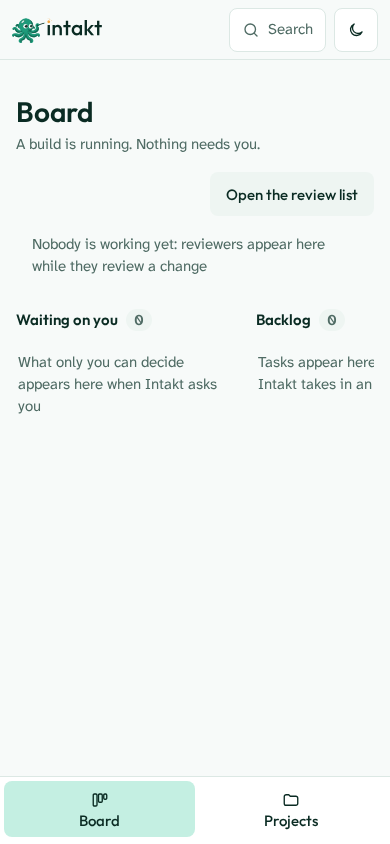 intakt
Search
Board
A build is running. Nothing needs you.
Open the review list
Nobody is working yet: reviewers appear here
while they review a change
Waiting on you 0
Backlog 0
What only you can decide
appears here when Intakt asks
you
Tasks appear here
Intakt takes in an
Board
Projects